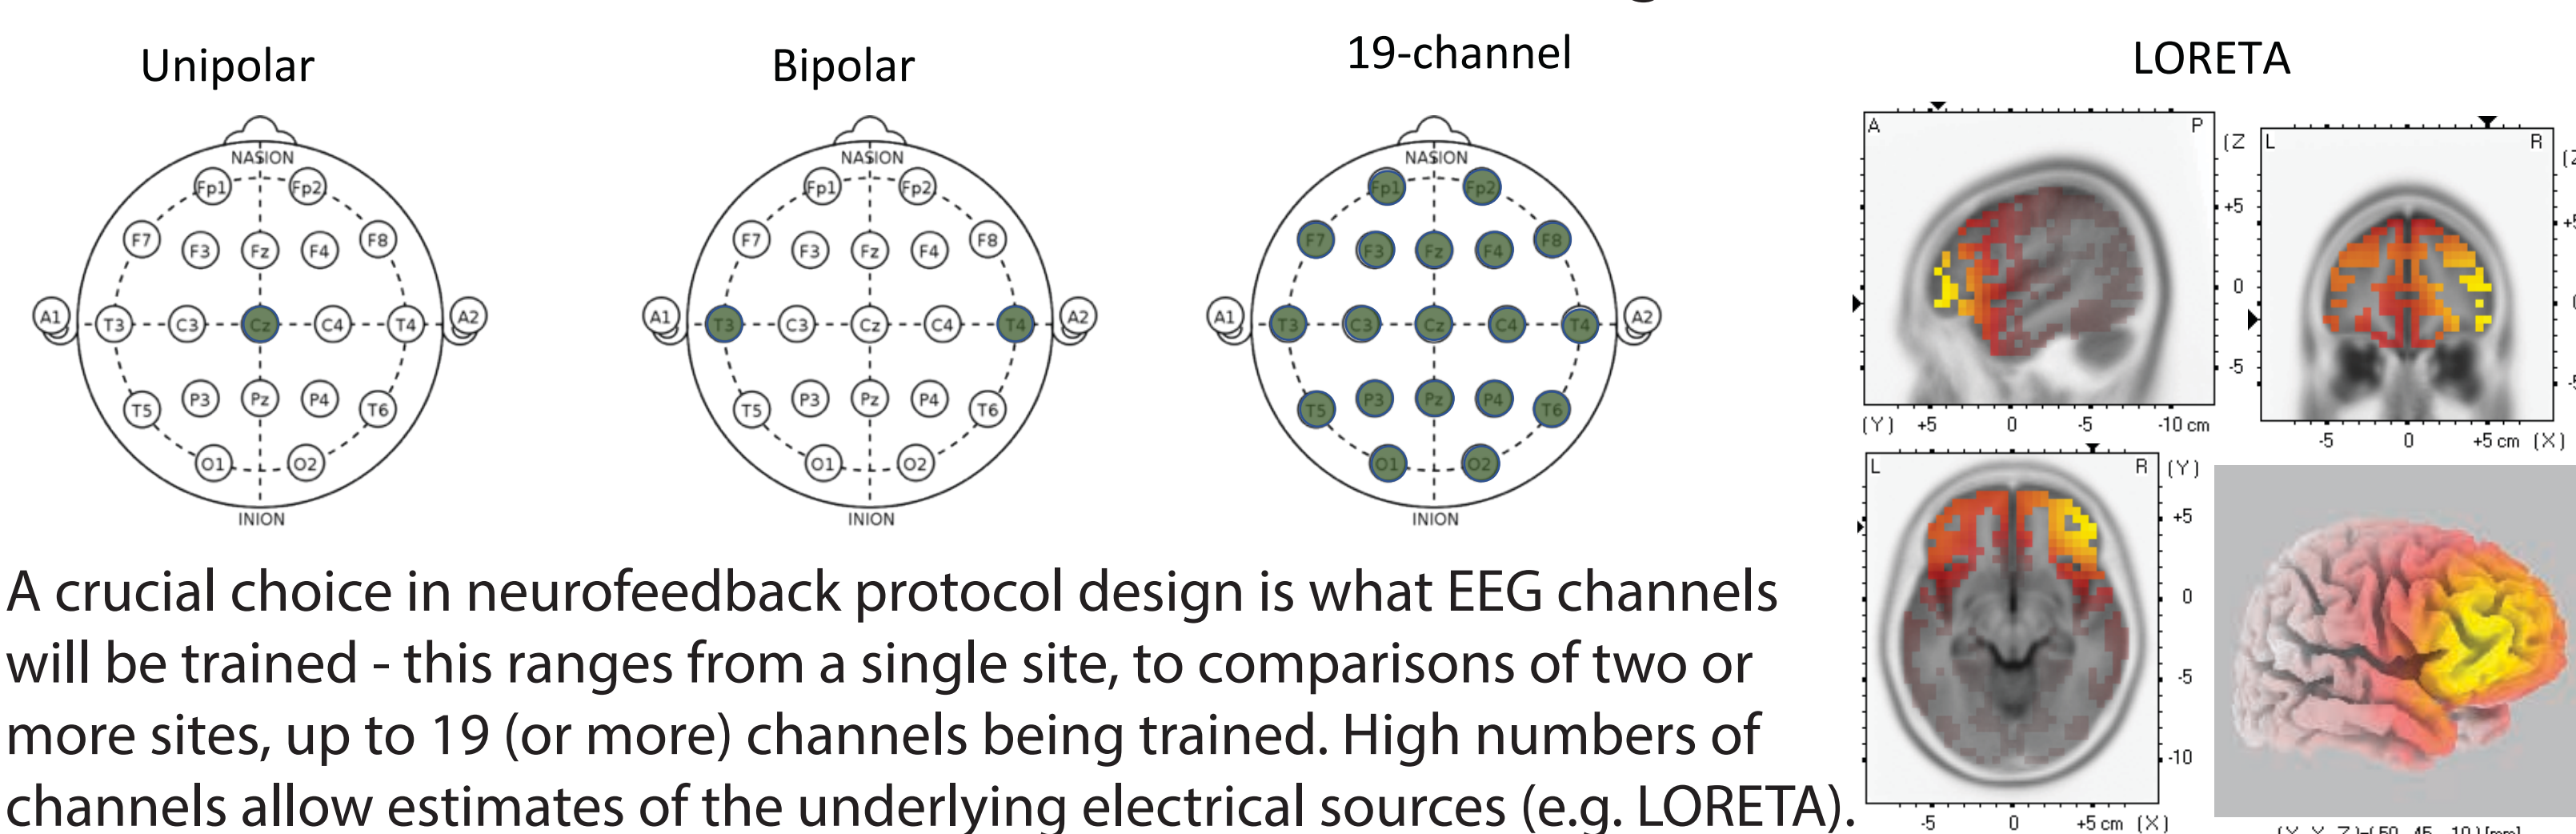 Unipolar
Bipolar
19-channel
LORETA
NASION
Fp1 Fp2
F7 F3 Fz F4 F8
A1 T3 C3 Cz C4 T4 A2
T5 P3 Pz P4 T6
O1 O2
INION
NASION
Fp1 Fp2
F7 F3 Fz F4 F8
A1 T3 C3 Cz C4 T4 A2
T5 P3 Pz P4 T6
O1 O2
INION
NASION
Fp1 Fp2
F7 F3 Fz F4 F8
A1 T3 C3 Cz C4 T4 A2
T5 P3 Pz P4 T6
O1 O2
INION
A P (Z
+5
0
-5
(Y) +5 0 -5 -10 cm
L R
-5 0 +5 cm (X)
L R (Y)
+5
0
-5
-10
-5 0 +5 cm (X)
A crucial choice in neurofeedback protocol design is what EEG channels
will be trained - this ranges from a single site, to comparisons of two or
more sites, up to 19 (or more) channels being trained. High numbers of
channels allow estimates of the underlying electrical sources (e.g. LORETA).